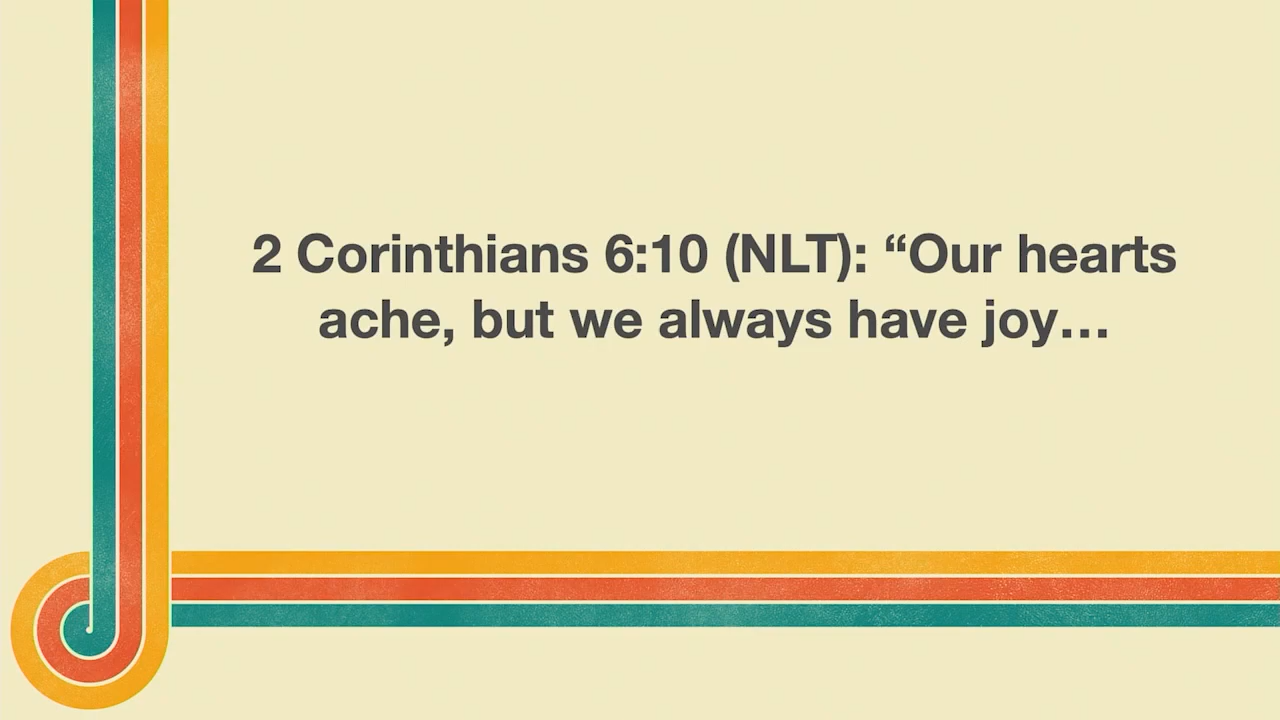 2 Corinthians 6:10 (NLT): “Our hearts
ache, but we always have joy…